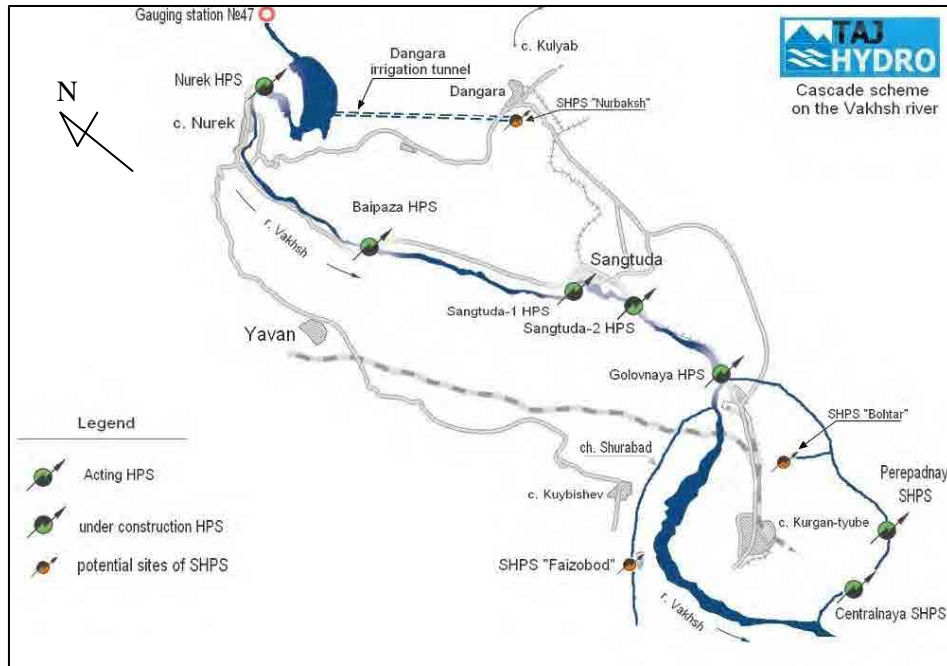 Gauging station №47
TAJ
HYDRO
Cascade scheme
on the Vakhsh river
c. Kulyab
Dangara
irrigation tunnel
Nurek HPS
Dangara
SHPS "Nurbaksh"
N
c. Nurek
Baipaza HPS
r. Vakhsh
Sangtuda
Sangtuda-1 HPS
Sangtuda-2 HPS
Yavan
Golovnaya HPS
SHPS "Bohtar"
Legend
ch. Shurabad
Acting HPS
Perepadnay
SHPS
c. Kuybishev
under construction HPS
c. Kurgan-tyube
potential sites of SHPS
SHPS "Faizobod"
r. Vakhsh
Centralnaya SHPS